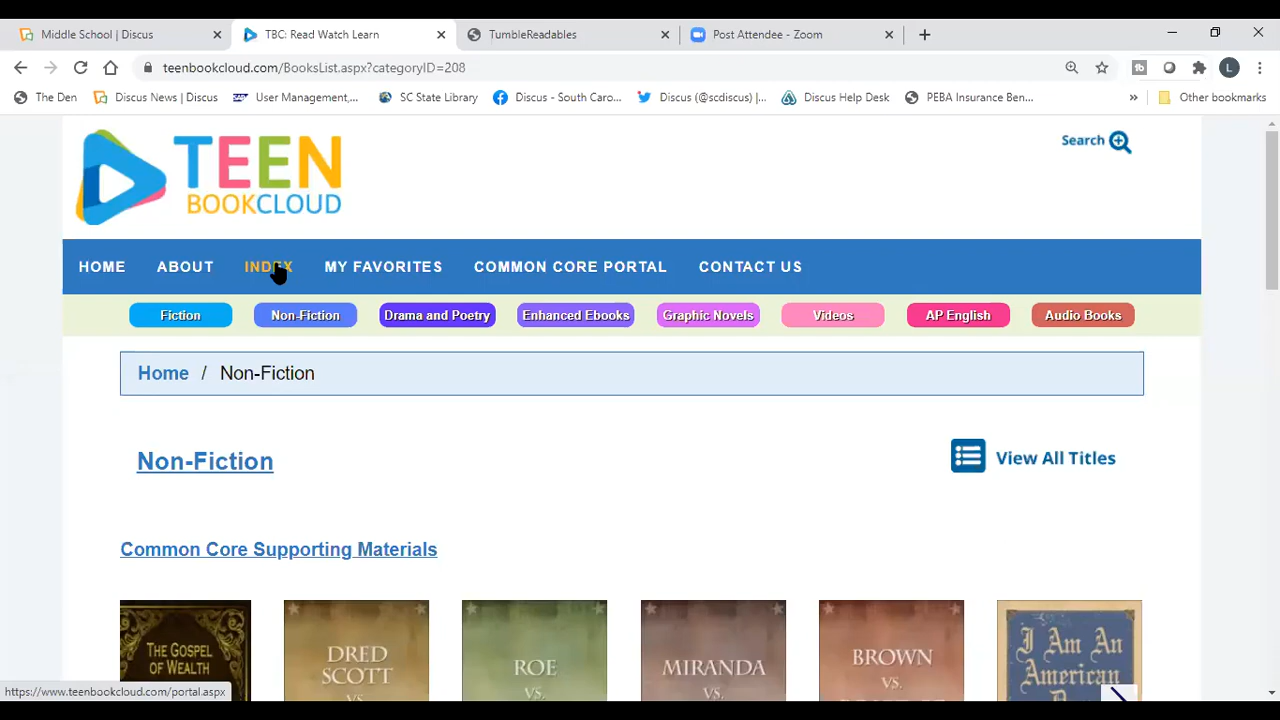 Middle School | Discus
TBC: Read Watch Learn
TumbleReadables
Post Attendee - Zoom
teenbookcloud.com/BooksList.aspx?categoryID=208
L
The Den
Discus News | Discus
User Management,...
SC State Library
Discus - South Caro...
Discus (@scdiscus) |...
Discus Help Desk
PEBA Insurance Ben...
Other bookmarks
TEEN
BOOKCLOUD
Search
HOME
ABOUT
INDEX
MY FAVORITES
COMMON CORE PORTAL
CONTACT US
Fiction
Non-Fiction
Drama and Poetry
Enhanced Ebooks
Graphic Novels
Videos
AP English
Audio Books
Home / Non-Fiction
Non-Fiction
View All Titles
Common Core Supporting Materials
THE GOSPEL
OF WEALTH
DRED
SCOTT
VS.
ROE
VS.
MIRANDA
VS.
BROWN
VS.
I AM AN
AMERICAN
https://www.teenbookcloud.com/portal.aspx